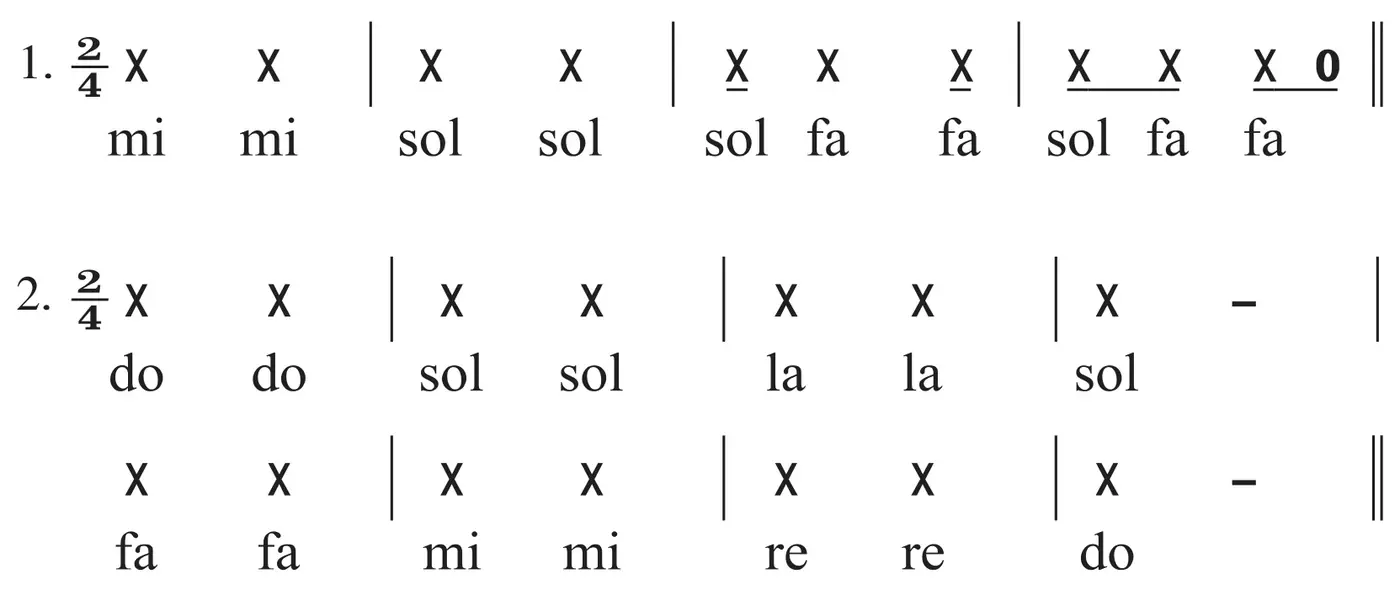 1. 2/4 X X | X X | X X X | X X X 0 ||
mi mi sol sol sol fa fa sol fa fa
2. 2/4 X X | X X | X X | X – |
do do sol sol la la sol
X X | X X | X X | X – ||
fa fa mi mi re re do